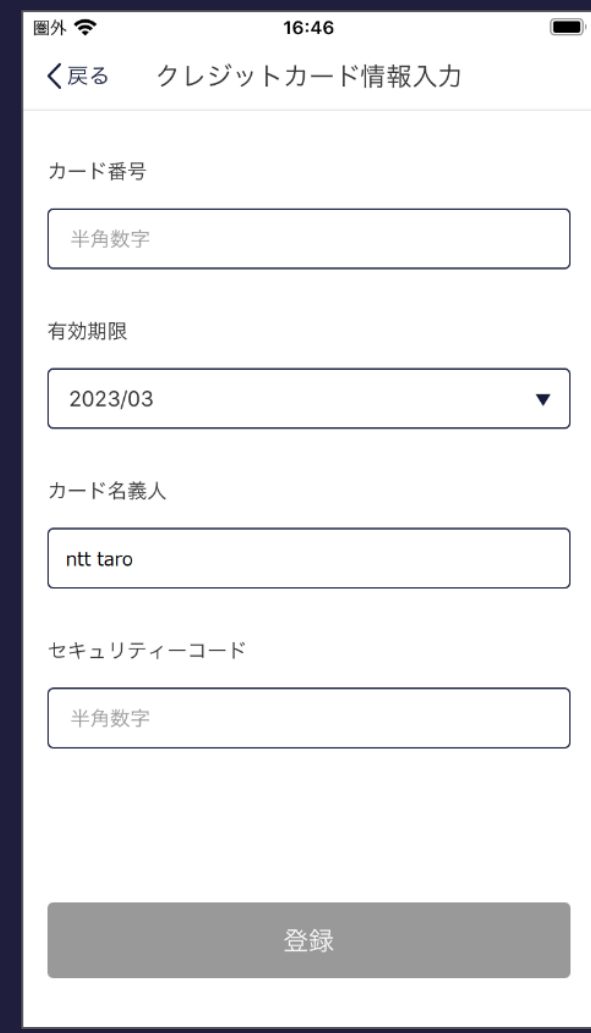 圏外 16:46
戻る クレジットカード情報入力
カード番号
半角数字
有効期限
2023/03 ▼
カード名義人
ntt taro
セキュリティーコード
半角数字
登録